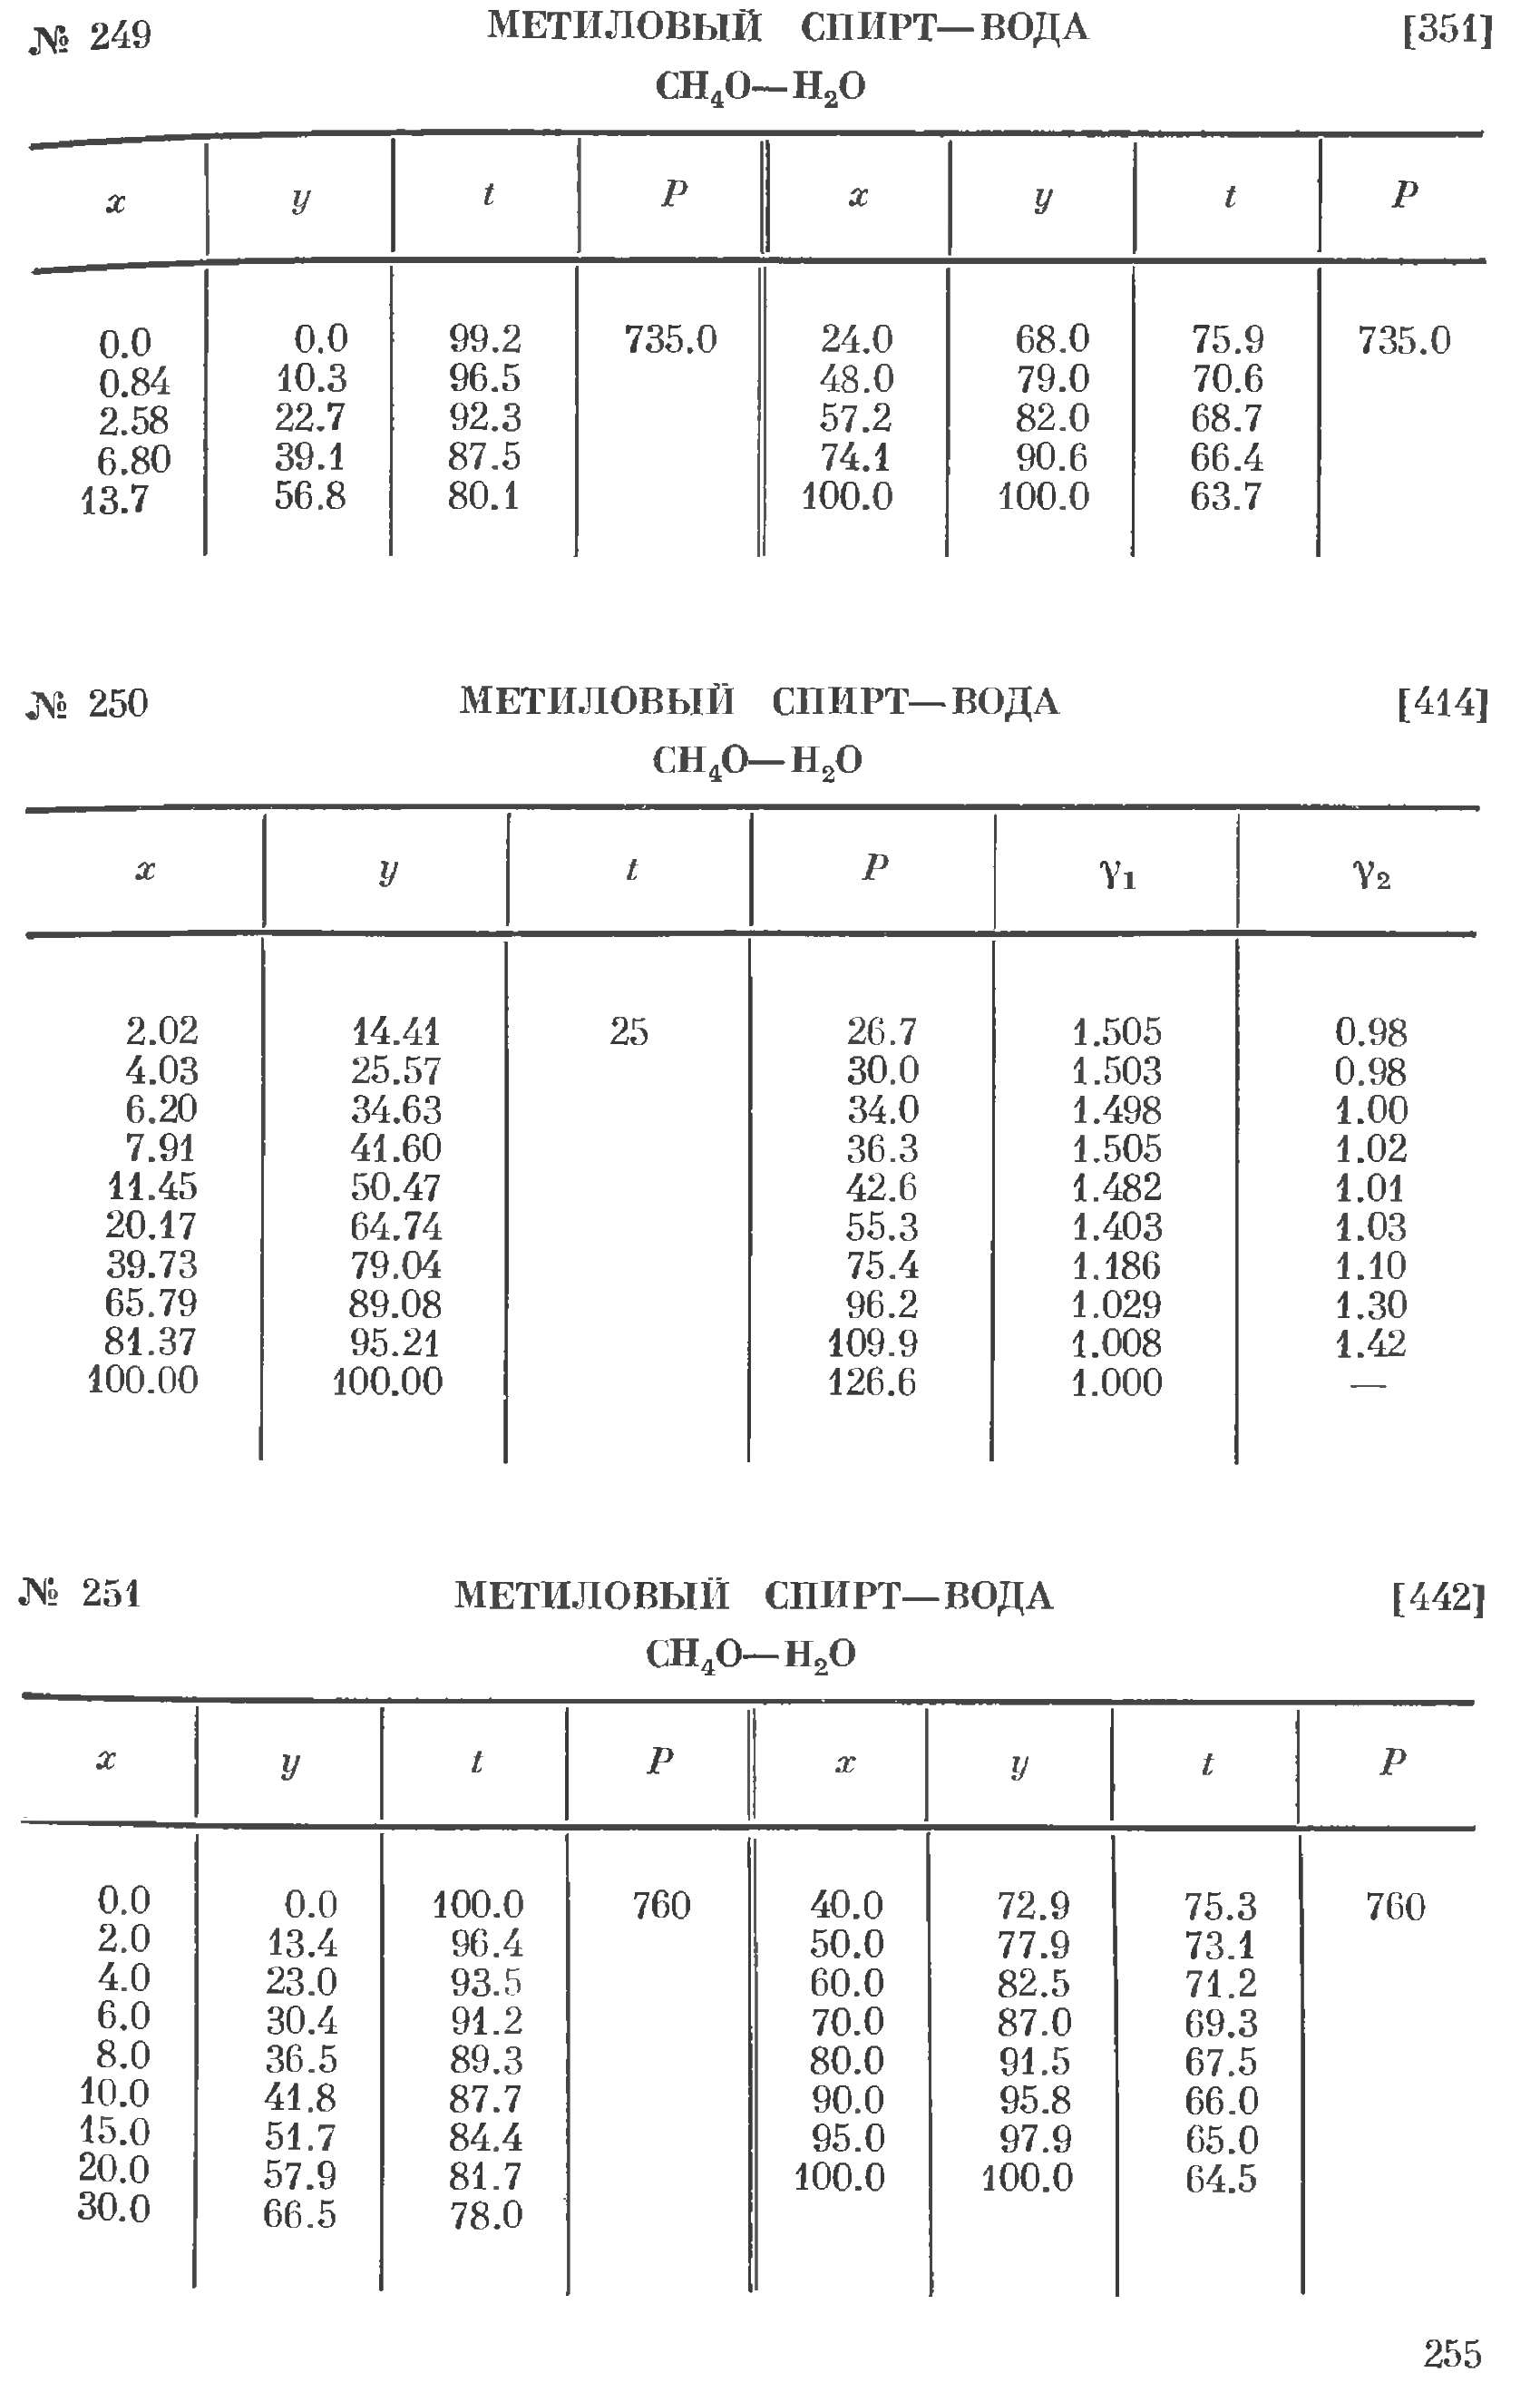 № 249 МЕТИЛОВЫЙ СПИРТ—ВОДА [351]
CH₄O—H₂O
x y t P x y t P
0.0 0.0 99.2 735.0 24.0 68.0 75.9 735.0
0.84 10.3 96.5 48.0 79.0 70.6
2.58 22.7 92.3 57.2 82.0 68.7
6.80 39.1 87.5 74.1 90.6 66.4
13.7 56.8 80.1 100.0 100.0 63.7
№ 250 МЕТИЛОВЫЙ СПИРТ—ВОДА [414]
CH₄O—H₂O
x y t P γ₁ γ₂
2.02 14.41 25 26.7 1.505 0.98
4.03 25.57 30.0 1.503 0.98
6.20 34.63 34.0 1.498 1.00
7.91 41.60 36.3 1.505 1.02
11.45 50.47 42.6 1.482 1.01
20.17 64.74 55.3 1.403 1.03
39.73 79.04 75.4 1.186 1.10
65.79 89.08 96.2 1.029 1.30
81.37 95.21 109.9 1.008 1.42
100.00 100.00 126.6 1.000 —
№ 251 МЕТИЛОВЫЙ СПИРТ—ВОДА [442]
CH₄O—H₂O
x y t P x y t P
0.0 0.0 100.0 760 40.0 72.9 75.3 760
2.0 13.4 96.4 50.0 77.9 73.1
4.0 23.0 93.5 60.0 82.5 71.2
6.0 30.4 91.2 70.0 87.0 69.3
8.0 36.5 89.3 80.0 91.5 67.5
10.0 41.8 87.7 90.0 95.8 66.0
15.0 51.7 84.4 95.0 97.9 65.0
20.0 57.9 81.7 100.0 100.0 64.5
30.0 66.5 78.0
255